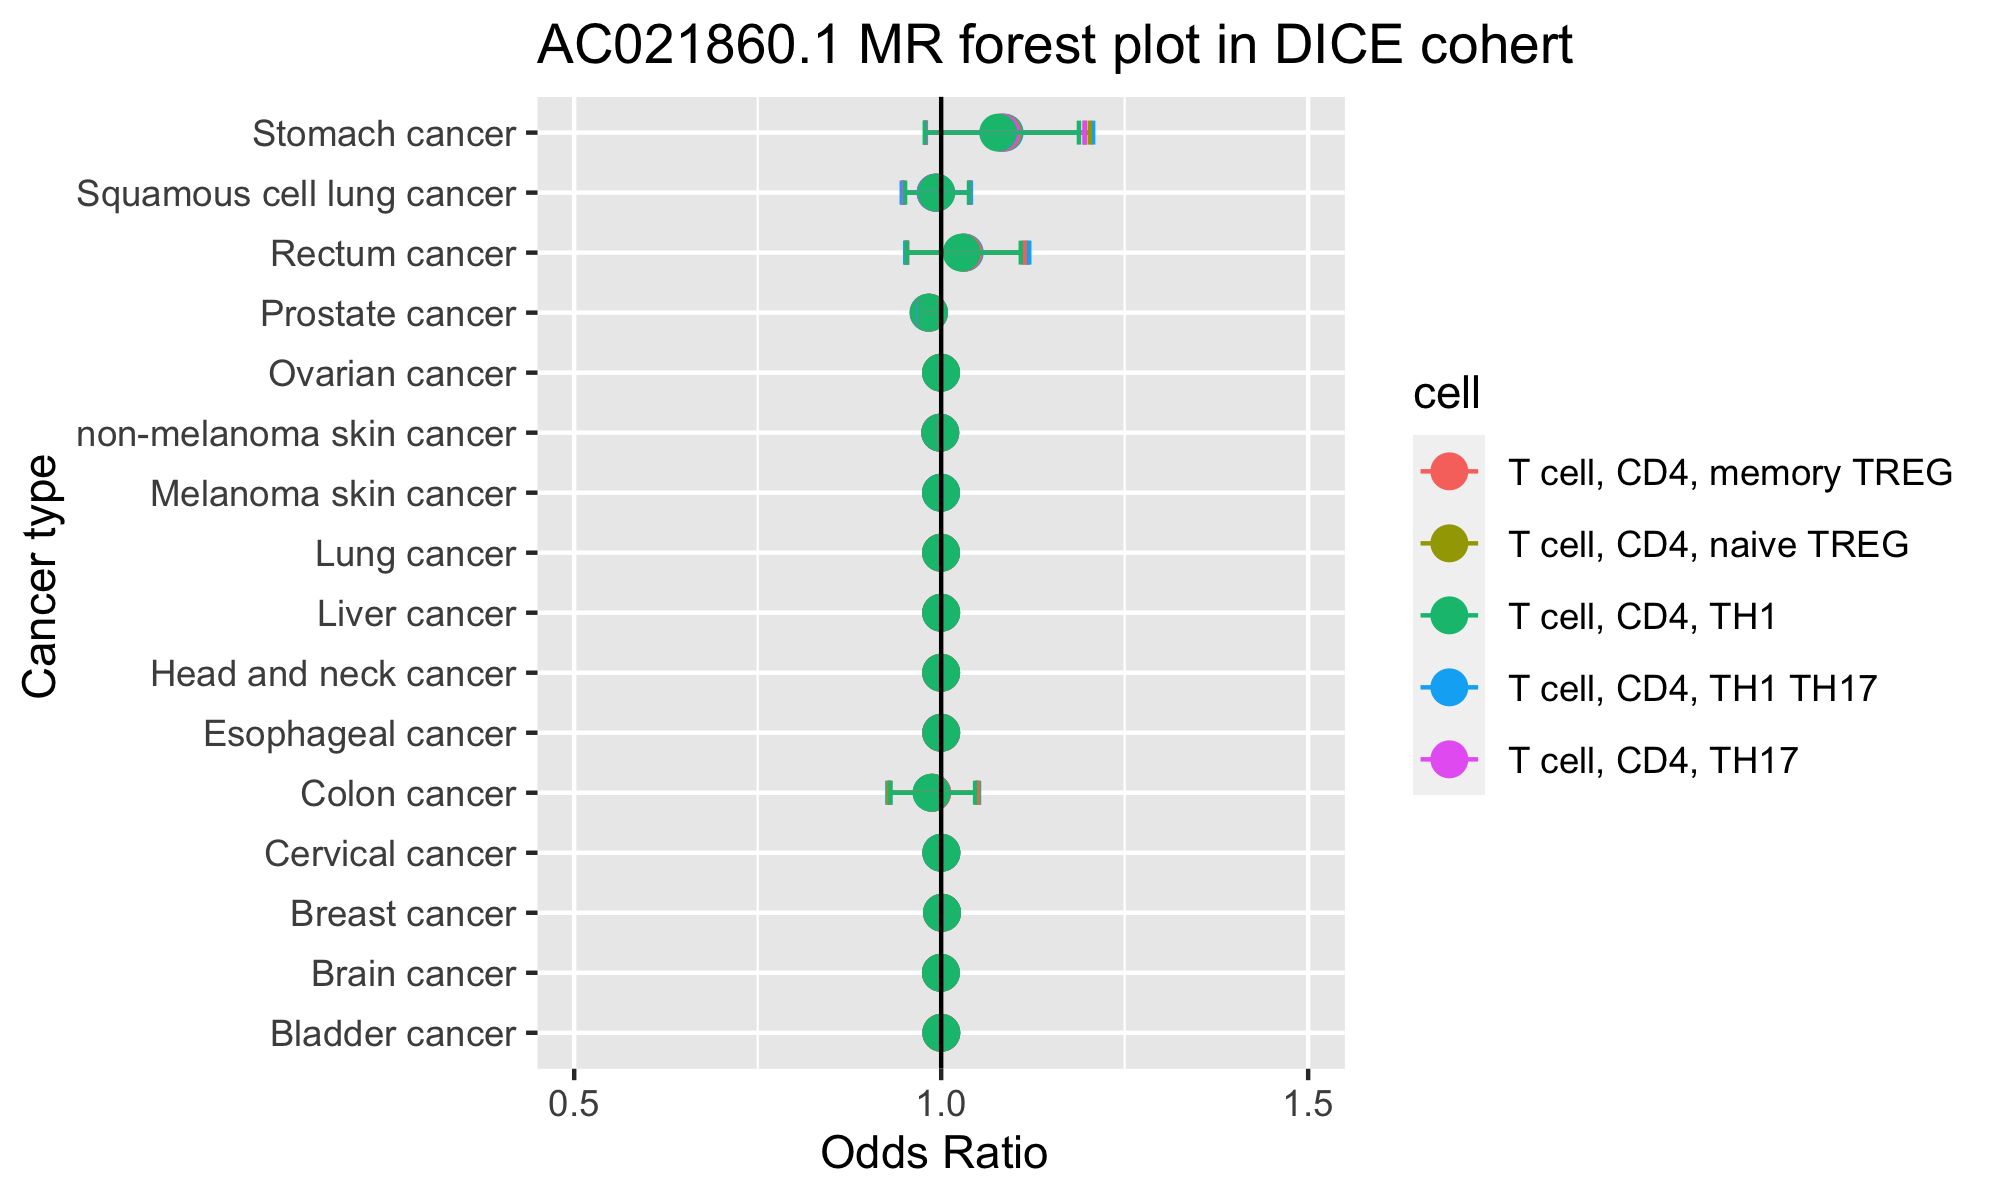 AC021860.1 MR forest plot in DICE cohert
Cancer type
Stomach cancer
Squamous cell lung cancer
Rectum cancer
Prostate cancer
Ovarian cancer
non-melanoma skin cancer
Melanoma skin cancer
Lung cancer
Liver cancer
Head and neck cancer
Esophageal cancer
Colon cancer
Cervical cancer
Breast cancer
Brain cancer
Bladder cancer
0.5 1.0 1.5
Odds Ratio
cell
T cell, CD4, memory TREG
T cell, CD4, naive TREG
T cell, CD4, TH1
T cell, CD4, TH1 TH17
T cell, CD4, TH17